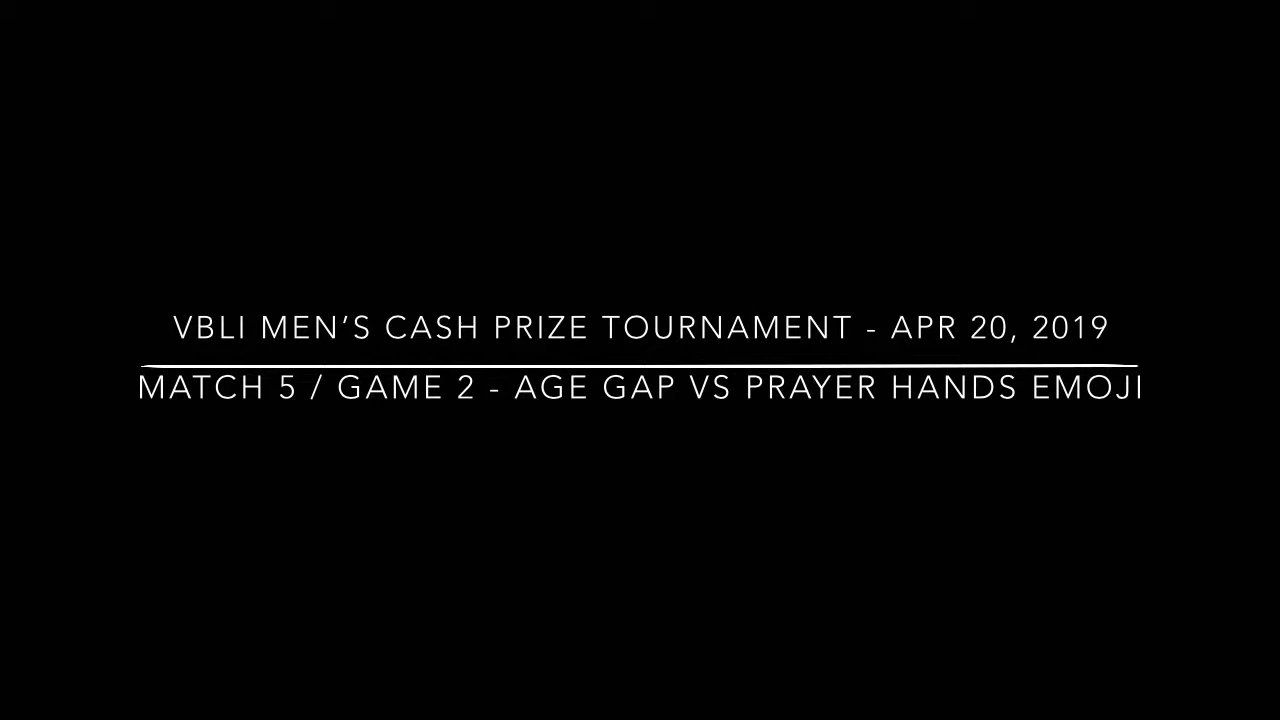 VBLI MEN’S CASH PRIZE TOURNAMENT - APR 20, 2019
MATCH 5 / GAME 2 - AGE GAP VS PRAYER HANDS EMOJI